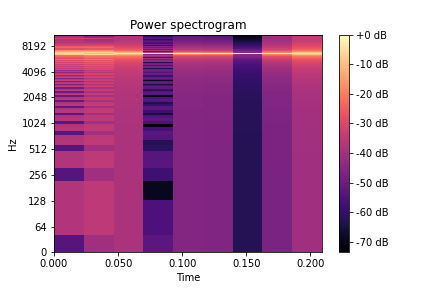 Power spectrogram
8192
4096
2048
1024
512
256
128
64
0
Hz
0.000 0.050 0.100 0.150 0.200
Time
+0 dB
-10 dB
-20 dB
-30 dB
-40 dB
-50 dB
-60 dB
-70 dB